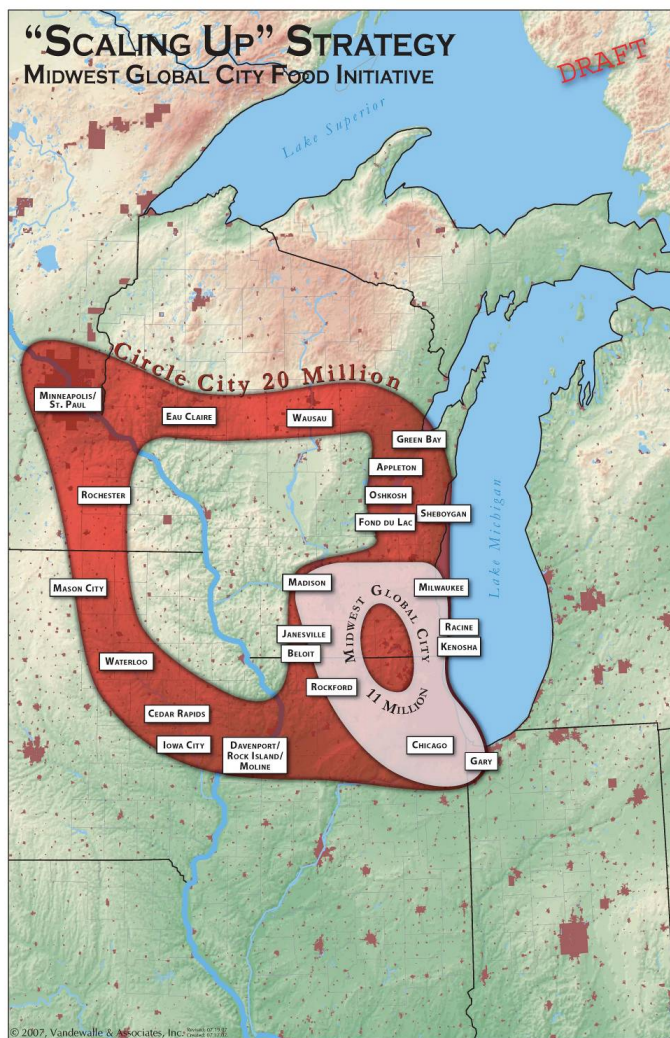 “Scaling Up” Strategy
Midwest Global City Food Initiative
DRAFT
Lake Superior
Circle City 20 Million
Minneapolis/
St. Paul
Eau Claire
Wausau
Green Bay
Appleton
Rochester
Oshkosh
Sheboygan
Fond du Lac
Lake Michigan
Mason City
Madison
Milwaukee
Midwest Global City
11 Million
Racine
Janesville
Kenosha
Beloit
Waterloo
Rockford
Cedar Rapids
Iowa City
Davenport/
Rock Island/
Moline
Chicago
Gary
© 2007, Vandewalle & Associates, Inc.